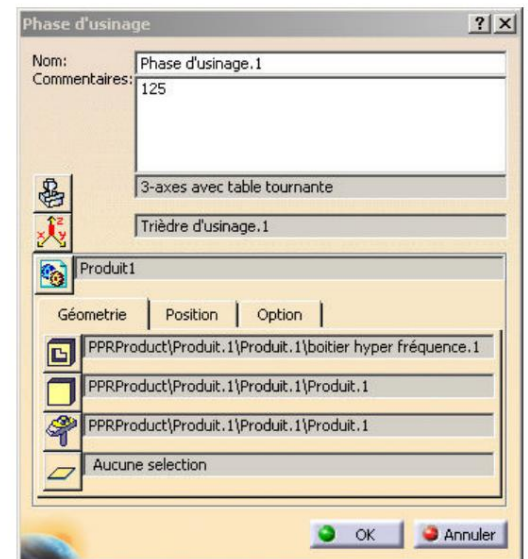 Phase d'usinage
Nom:
Phase d'usinage.1
Commentaires:
125
3-axes avec table tournante
z
x y
Trièdre d'usinage.1
Produit1
Géometrie Position Option
PPRProduct\Produit.1\Produit.1\boitier hyper fréquence.1
PPRProduct\Produit.1\Produit.1\Produit.1
PPRProduct\Produit.1\Produit.1\Produit.1
Aucune selection
OK Annuler